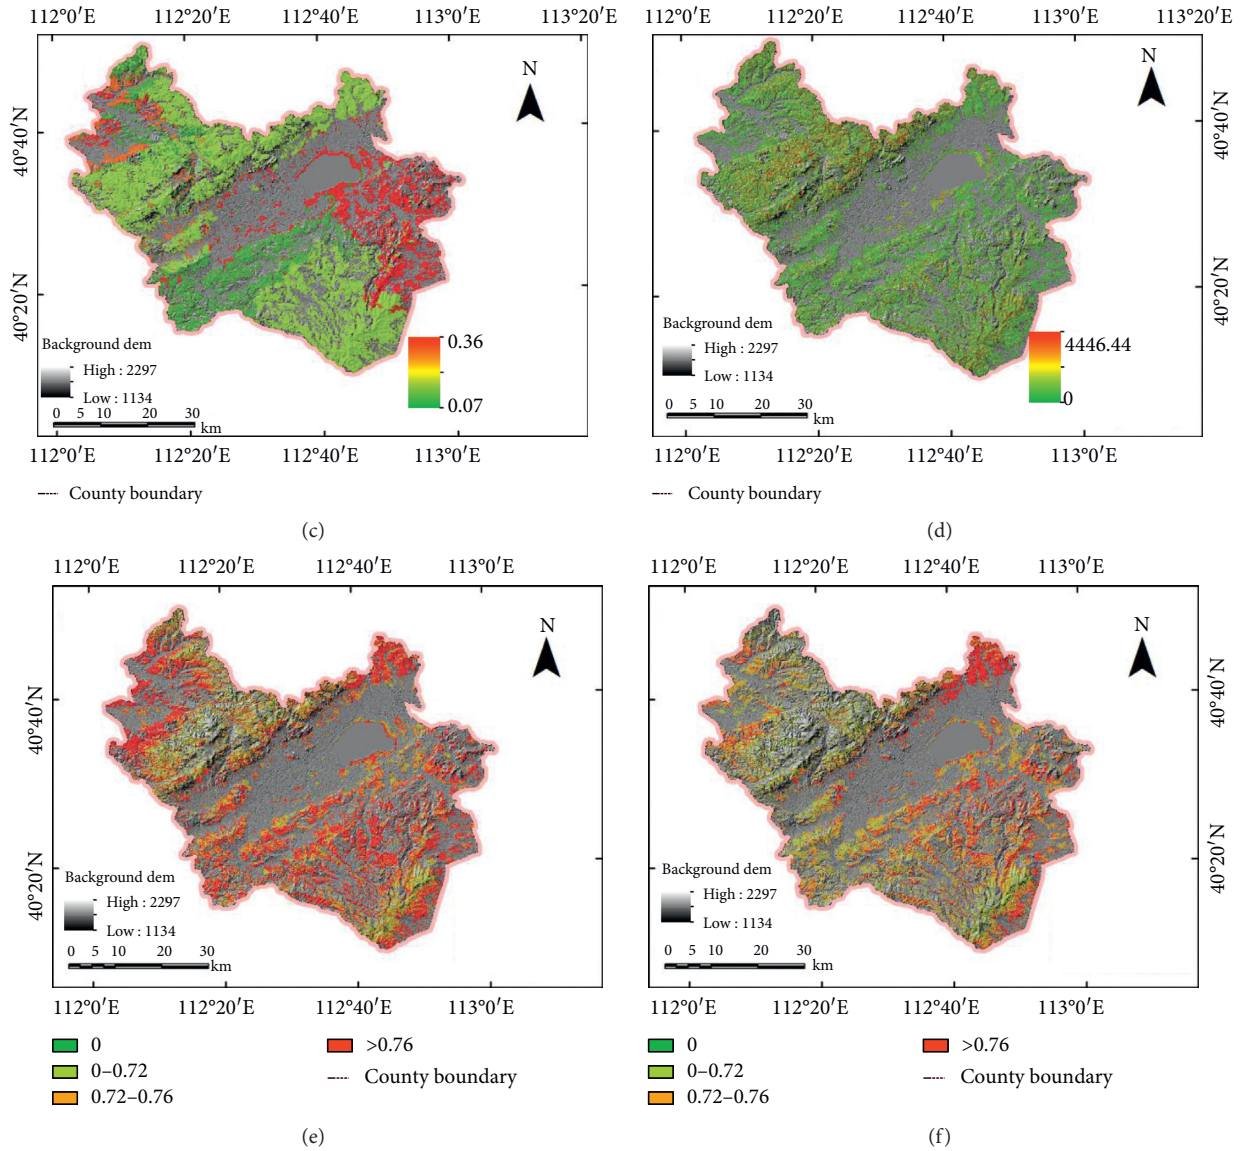 112°0′E 112°20′E 112°40′E 113°0′E 113°20′E
N
40°40′N
40°20′N
Background dem
High : 2297
Low : 1134
0 5 10 20 30
km
0.36
0.07
112°0′E 112°20′E 112°40′E 113°0′E
County boundary
(c)
112°0′E 112°20′E 112°40′E 113°0′E 113°20′E
N
40°40′N
40°20′N
Background dem
High : 2297
Low : 1134
0 5 10 20 30
km
4446.44
0
112°0′E 112°20′E 112°40′E 113°0′E
County boundary
(d)
112°0′E 112°20′E 112°40′E 113°0′E
N
40°40′N
40°20′N
Background dem
High : 2297
Low : 1134
0 5 10 20 30
km
112°0′E 112°20′E 112°40′E 113°0′E
0
0–0.72
0.72–0.76
>0.76
County boundary
(e)
112°0′E 112°20′E 112°40′E 113°0′E
N
40°40′N
40°20′N
40°40′N
40°20′N
Background dem
High : 2297
Low : 1134
0 5 10 20 30
km
112°0′E 112°20′E 112°40′E 113°0′E
0
0–0.72
0.72–0.76
>0.76
County boundary
(f)